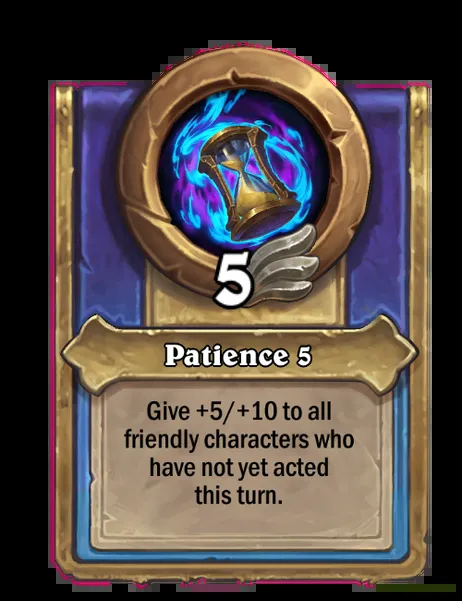 5
Patience 5
Give +5/+10 to all
friendly characters who
have not yet acted
this turn.